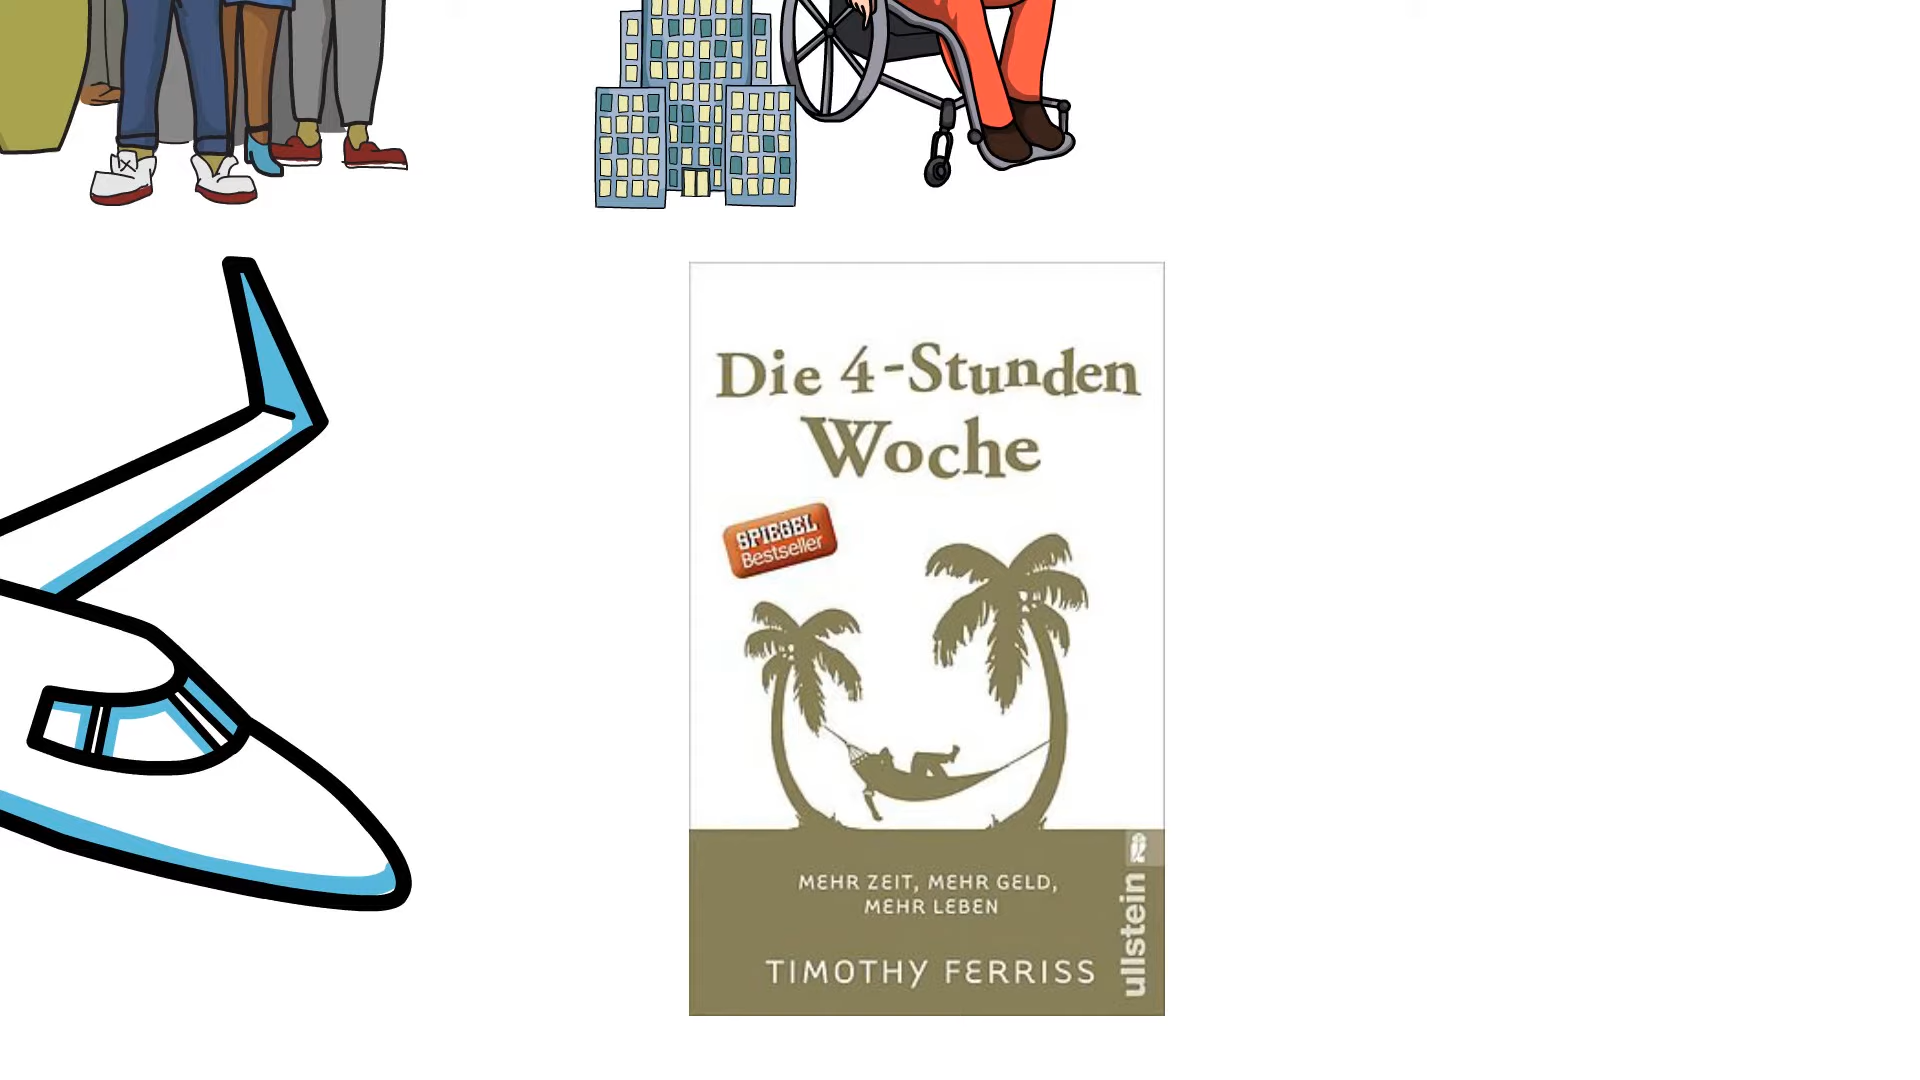 Die 4-Stunden
Woche
SPIEGEL
Bestseller
MEHR ZEIT, MEHR GELD,
MEHR LEBEN
TIMOTHY FERRISS
ullstein